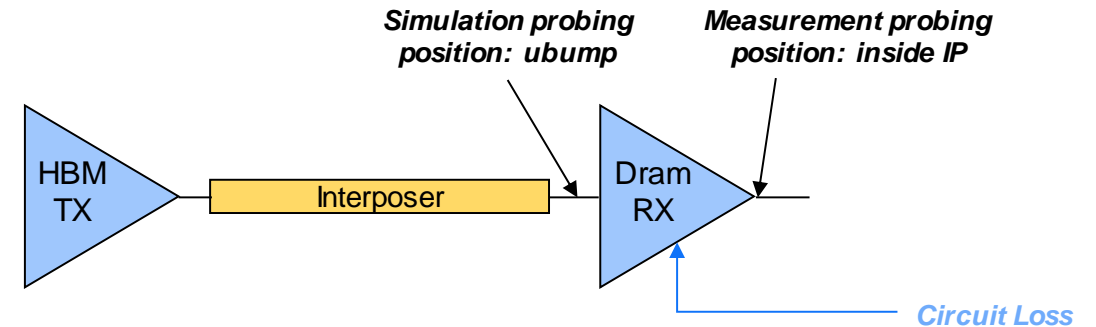 Simulation probing
position: ubump
Measurement probing
position: inside IP
HBM
TX
Interposer
Dram
RX
Circuit Loss